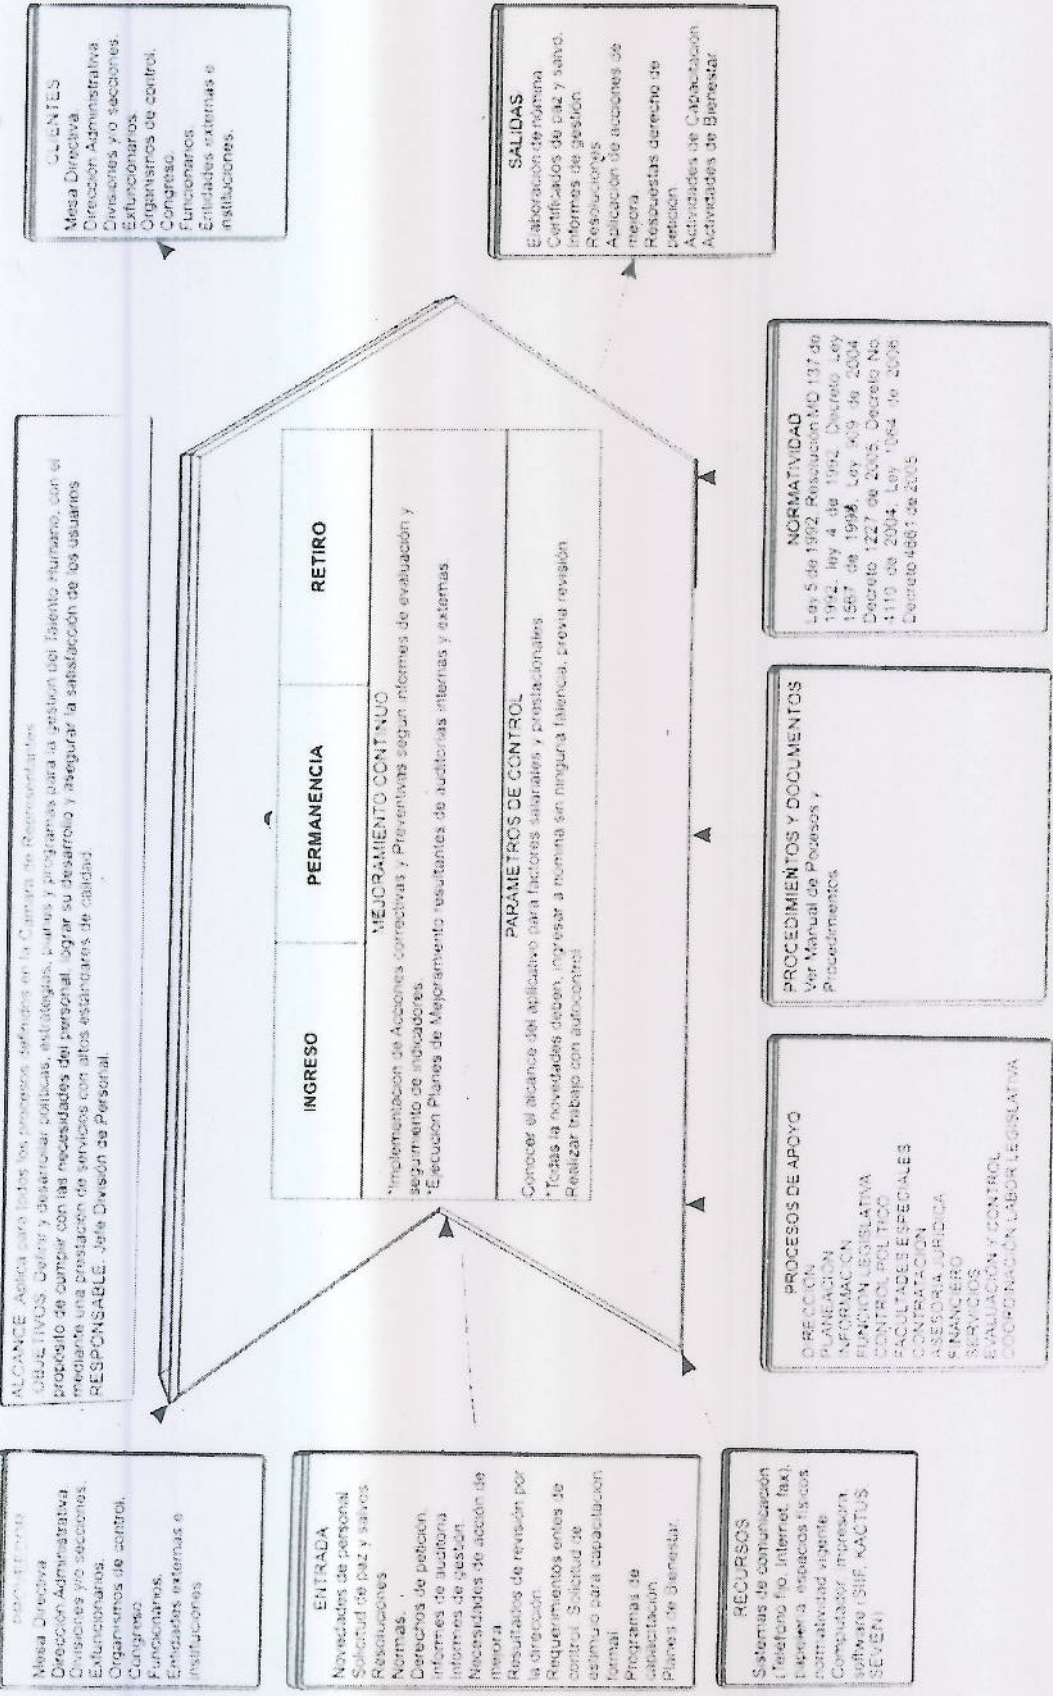 ALCANCE: Aplica para todos los procesos definidos en la Cámara de Representantes
OBJETIVOS: Definir y desarrollar políticas, estrategias, planes y programas para la gestión del Talento Humano, con el
propósito de cumplir con las necesidades del personal, lograr su desarrollo y asegurar la satisfacción de los usuarios
mediante una prestación de servicios con altos estándares de calidad.
RESPONSABLE: Jefe División de Personal.
Mesa Directiva
Dirección Administrativa
Divisiones y/o secciones.
Exfuncionarios.
Organismos de control.
Congreso
Funcionarios.
Entidades externas e
instituciones
ENTRADA
Novedades de personal
Solicitud de paz y salvos
Resoluciones
Normas
Derechos de petición.
informes de auditoria
Informes de gestión.
Necesidades de acción de
mejora
Resultados de revisión por
la dirección.
Requerimientos entes de
control. Solicitud de
estimulo para capacitación
formal
Programas de
capacitación
Planes de Bienestar.
RECURSOS
Sistemas de comunicación
(Teléfono fijo, Internet, fax),
papelería espacios físicos
normatividad vigente
Computador impresora,
software (SIIF, KACTUS
SEVEN)
INGRESO
PERMANENCIA
RETIRO
MEJORAMIENTO CONTINUO
*Implementación de Acciones correctivas y Preventivas según informes de evaluación y
seguimiento de indicadores.
*Ejecución Planes de Mejoramiento resultantes de auditorías internas y externas.
PARÁMETROS DE CONTROL
Conocer el alcance del aplicativo para factores salariales y prestacionales
*Todas la novedades deben, ingresar a nomina sin ninguna falencia, previa revisión
Realizar trabajo con autocontrol
CLIENTES
Mesa Directiva.
Dirección Administrativa
Divisiones y/o secciones.
Exfuncionarios.
Organismos de control.
Congreso.
Funcionarios.
Entidades externas e
instituciones.
SALIDAS
Elaboración de nómina
Certificados de paz y salvo.
Informes de gestión
Resoluciones
Aplicación de acciones de
mejora.
Respuestas derecho de
petición
Actividades de Capacitación
Actividades de Bienestar
PROCESOS DE APOYO
DIRECCIÓN
PLANEACIÓN
INFORMACIÓN
FUNCIÓN LEGISLATIVA
CONTROL POLITICO
FACULTADES ESPECIALES
CONTRATACIÓN
ASESORIA JURIDICA
FINANCIERO
SERVICIOS
EVALUACIÓN Y CONTROL
COORDINACIÓN LABOR LEGISLATIVA
PROCEDIMIENTOS Y DOCUMENTOS
Ver Manual de Procesos y
Procedimientos
NORMATIVIDAD
Ley 5 de 1992, Resolución MD 137 de
1992, ley 4 de 1992, Decreto Ley
1567 de 1998, Ley 909 de 2004
Decreto 1227 de 2005, Decreto No.
4110 de 2004, Ley 1064 de 2006
Decreto 4661 de 2005